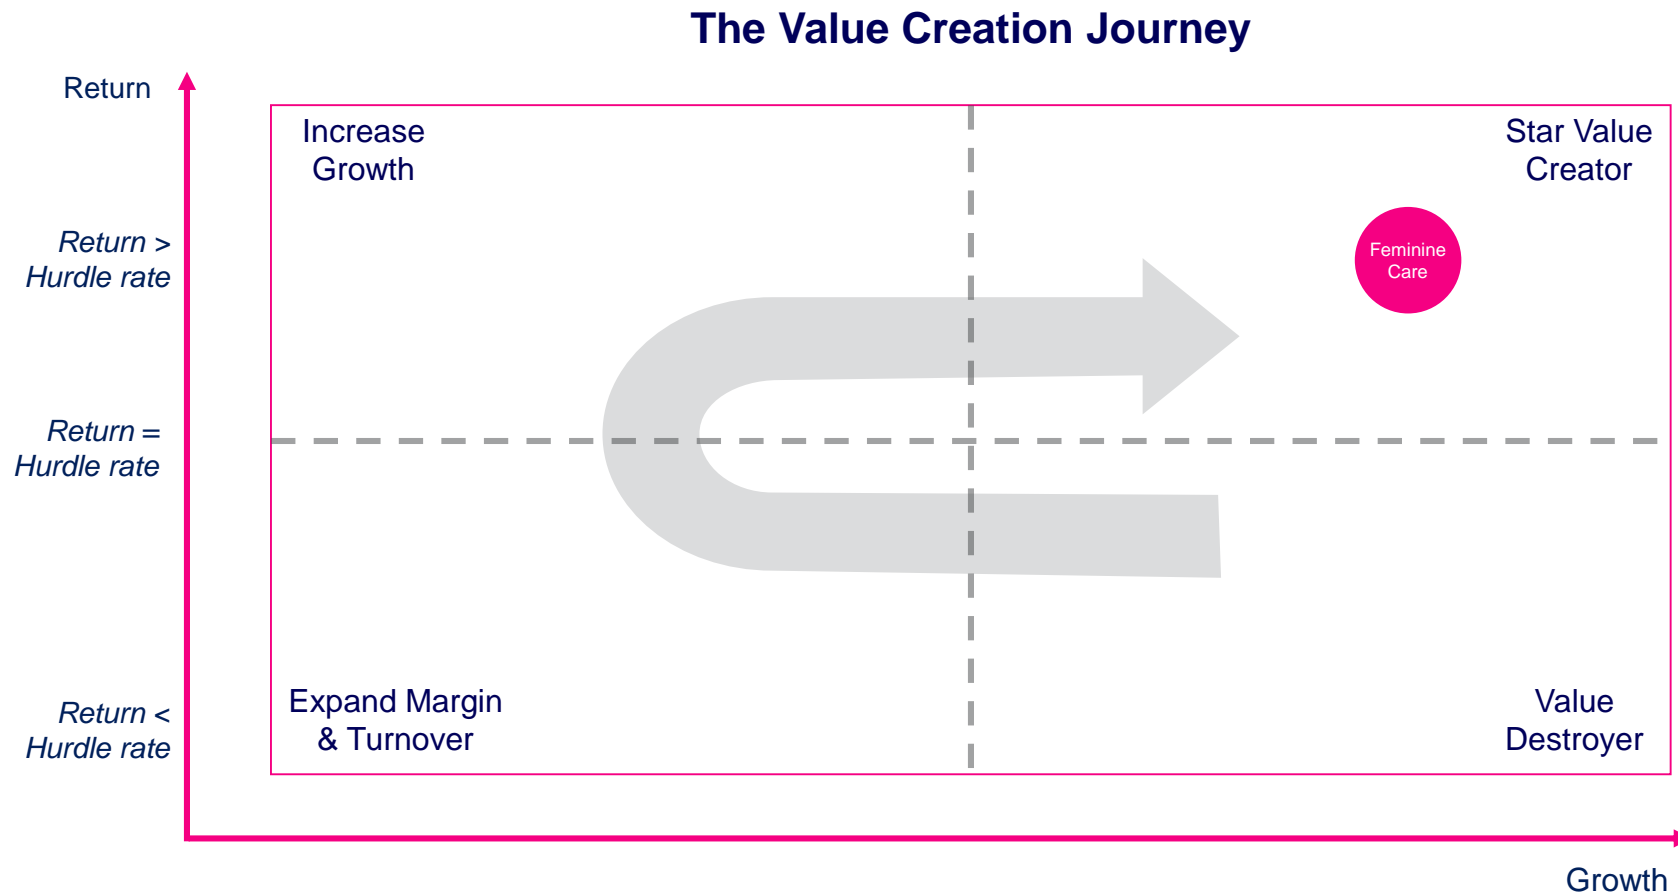 The Value Creation Journey
Return
Increase
Growth
Star Value
Creator
Return >
Hurdle rate
Feminine
Care
Return =
Hurdle rate
Expand Margin
& Turnover
Value
Destroyer
Return <
Hurdle rate
Growth